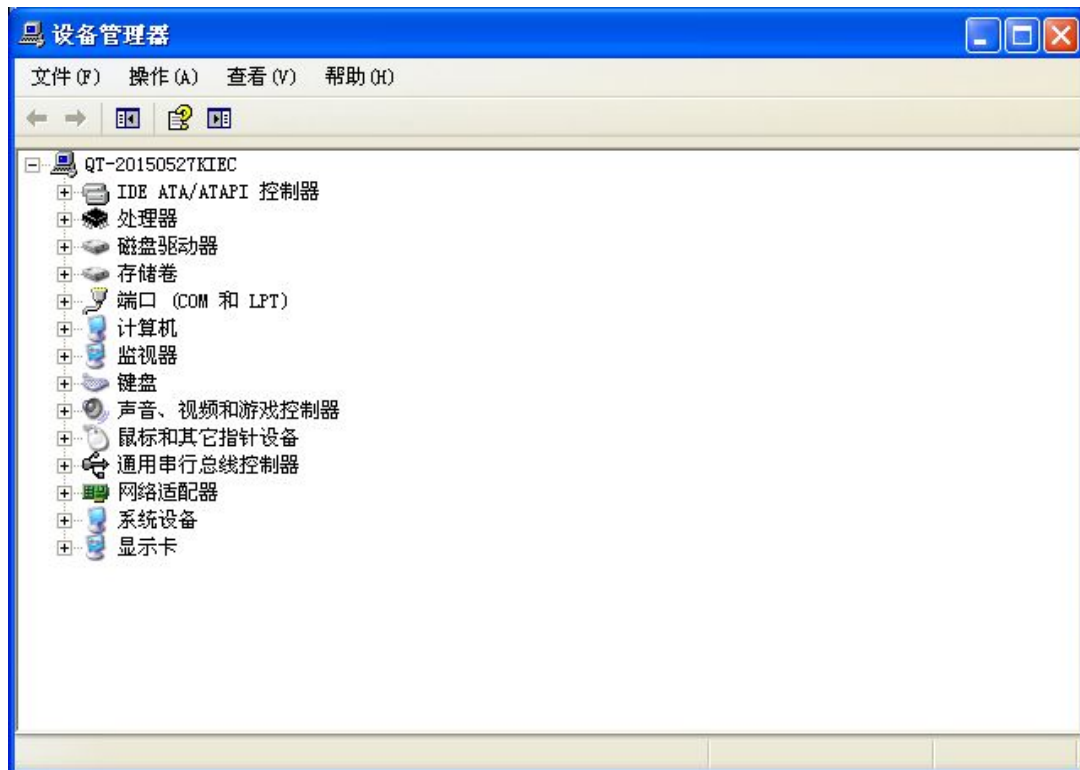 设备管理器
文件(F) 操作(A) 查看(V) 帮助(H)
QT-20150527KIEC
IDE ATA/ATAPI 控制器
处理器
磁盘驱动器
存储卷
端口 (COM 和 LPT)
计算机
监视器
键盘
声音、视频和游戏控制器
鼠标和其它指针设备
通用串行总线控制器
网络适配器
系统设备
显示卡